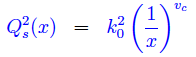 $Q_s^2(x) = k_0^2 \left(\frac{1}{x}\right)^{v_c}$